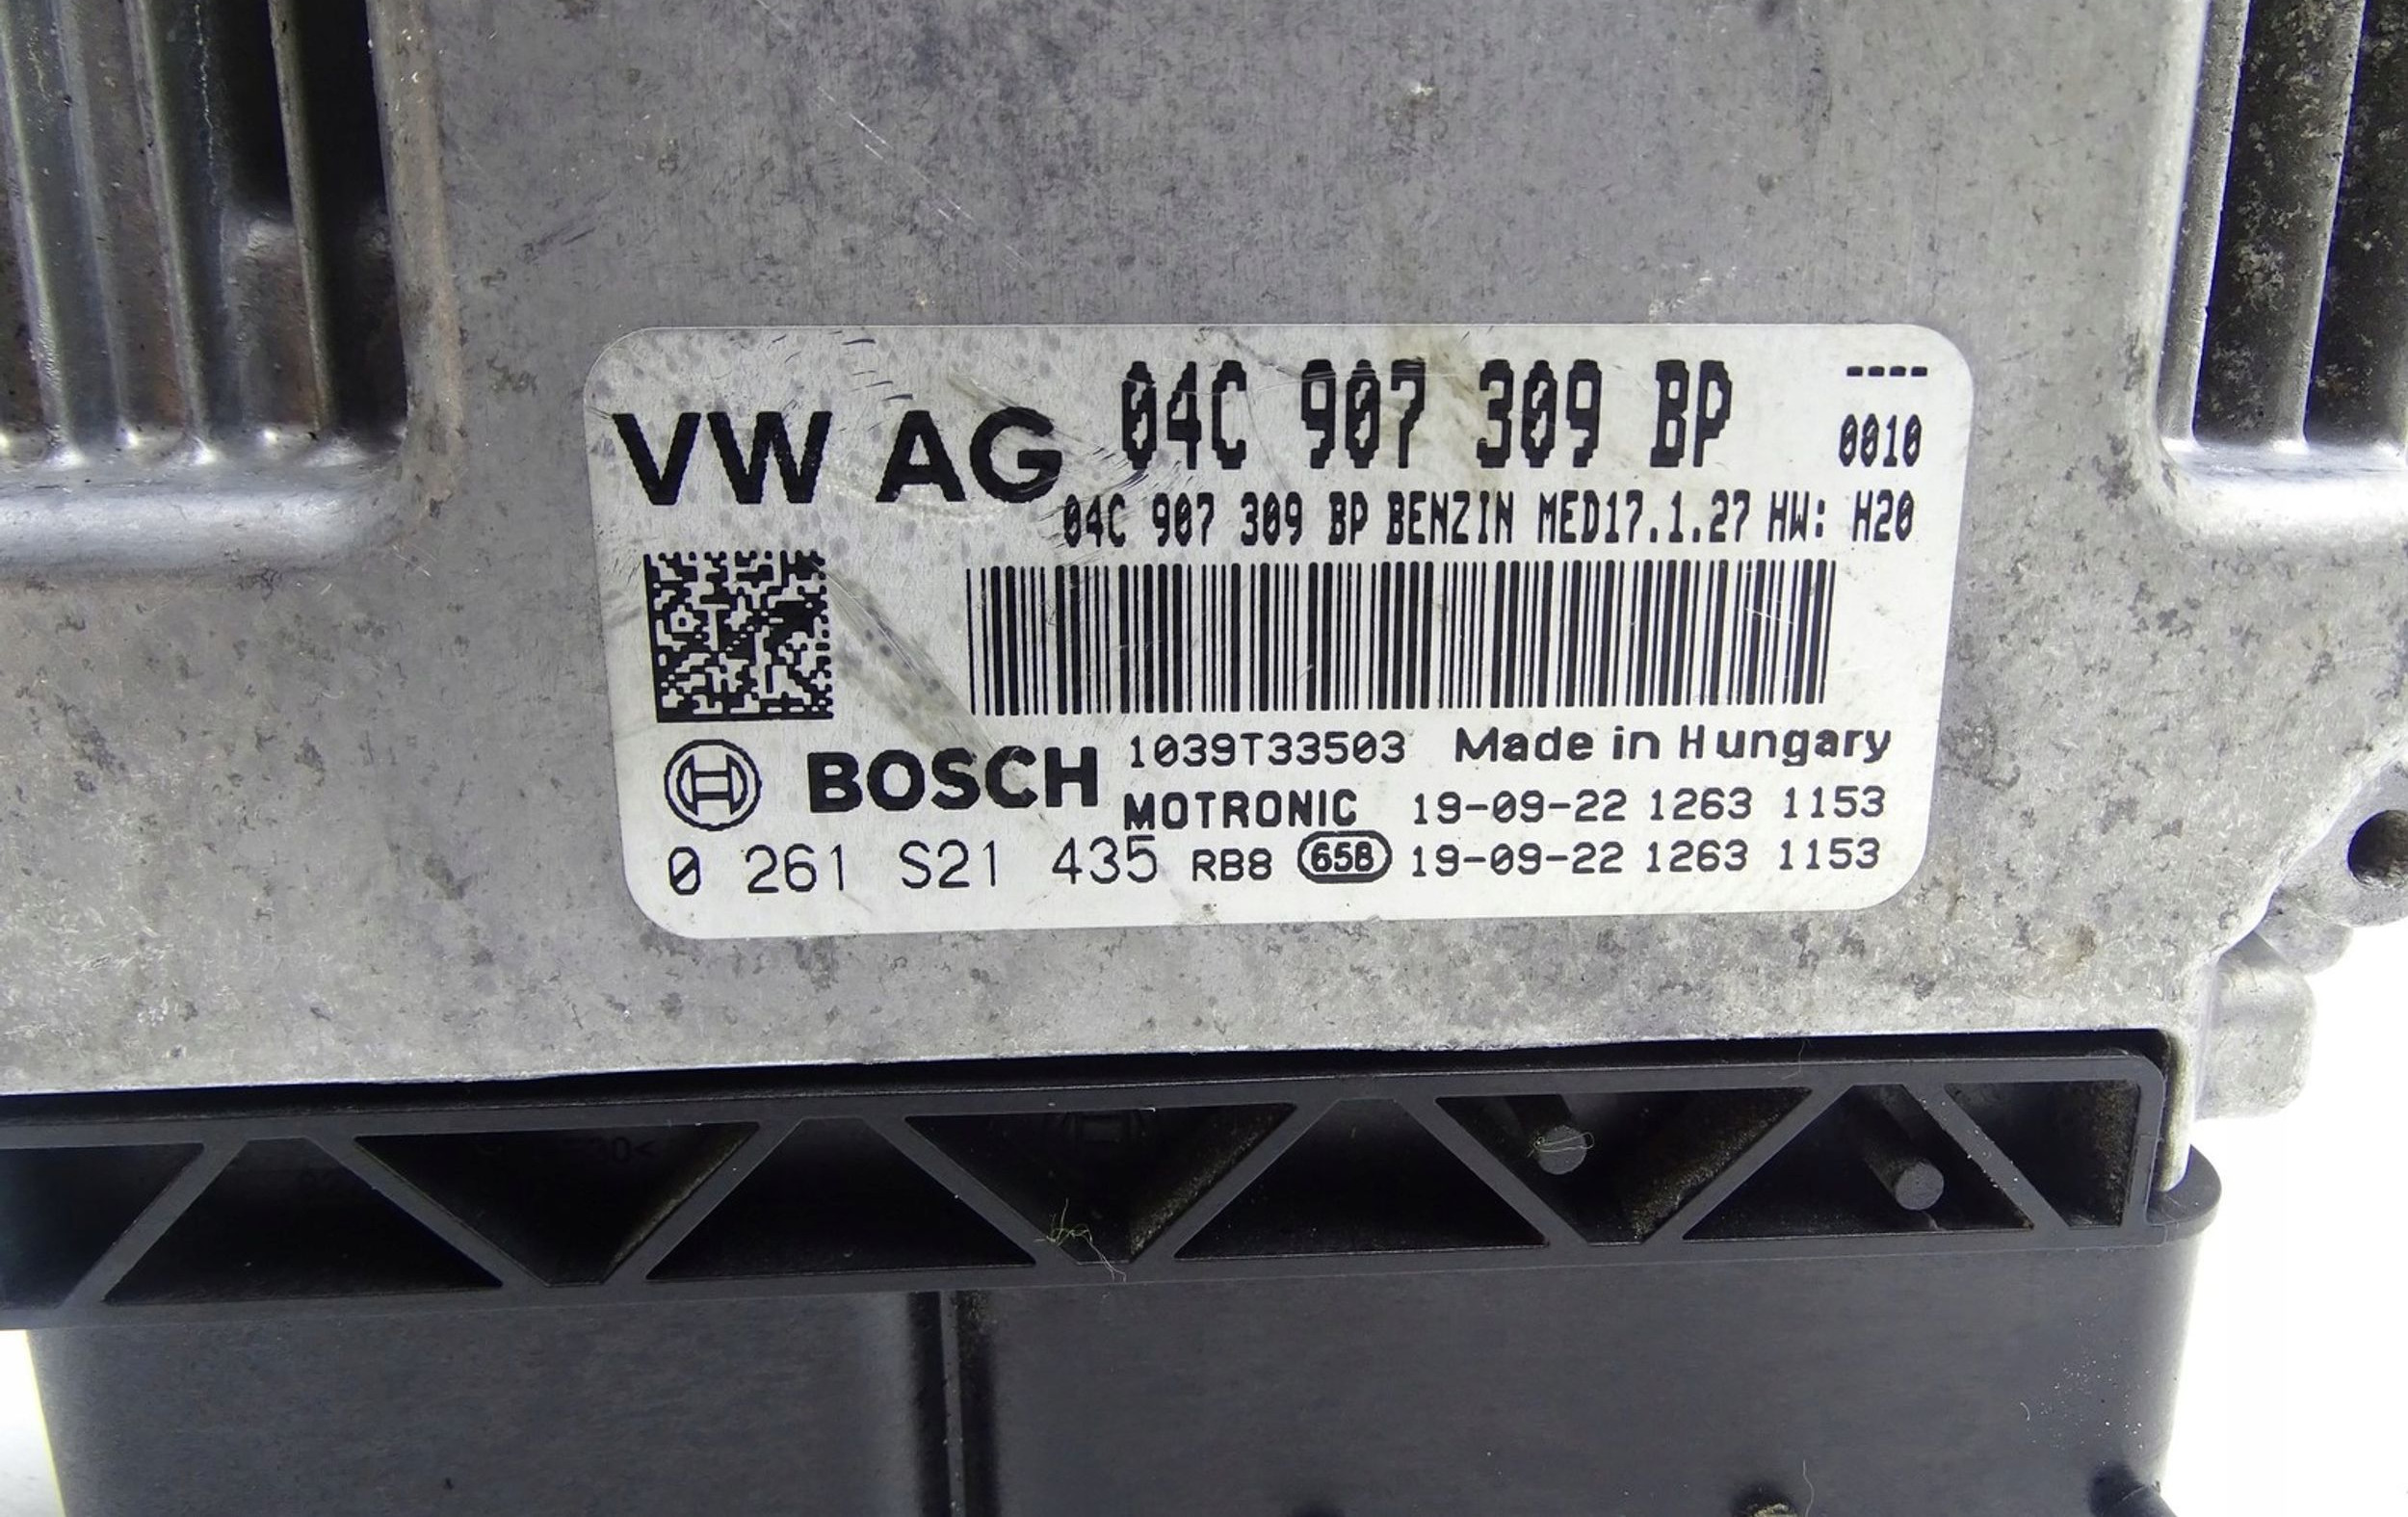 VW AG 04C 907 309 BP ----
0010
04C 907 309 BP BENZIN MED17.1.27 HW: H20
BOSCH 1039T33503 Made in Hungary
MOTRONIC 19-09-22 1263 1153
0 261 S21 435 RB8 65B 19-09-22 1263 1153